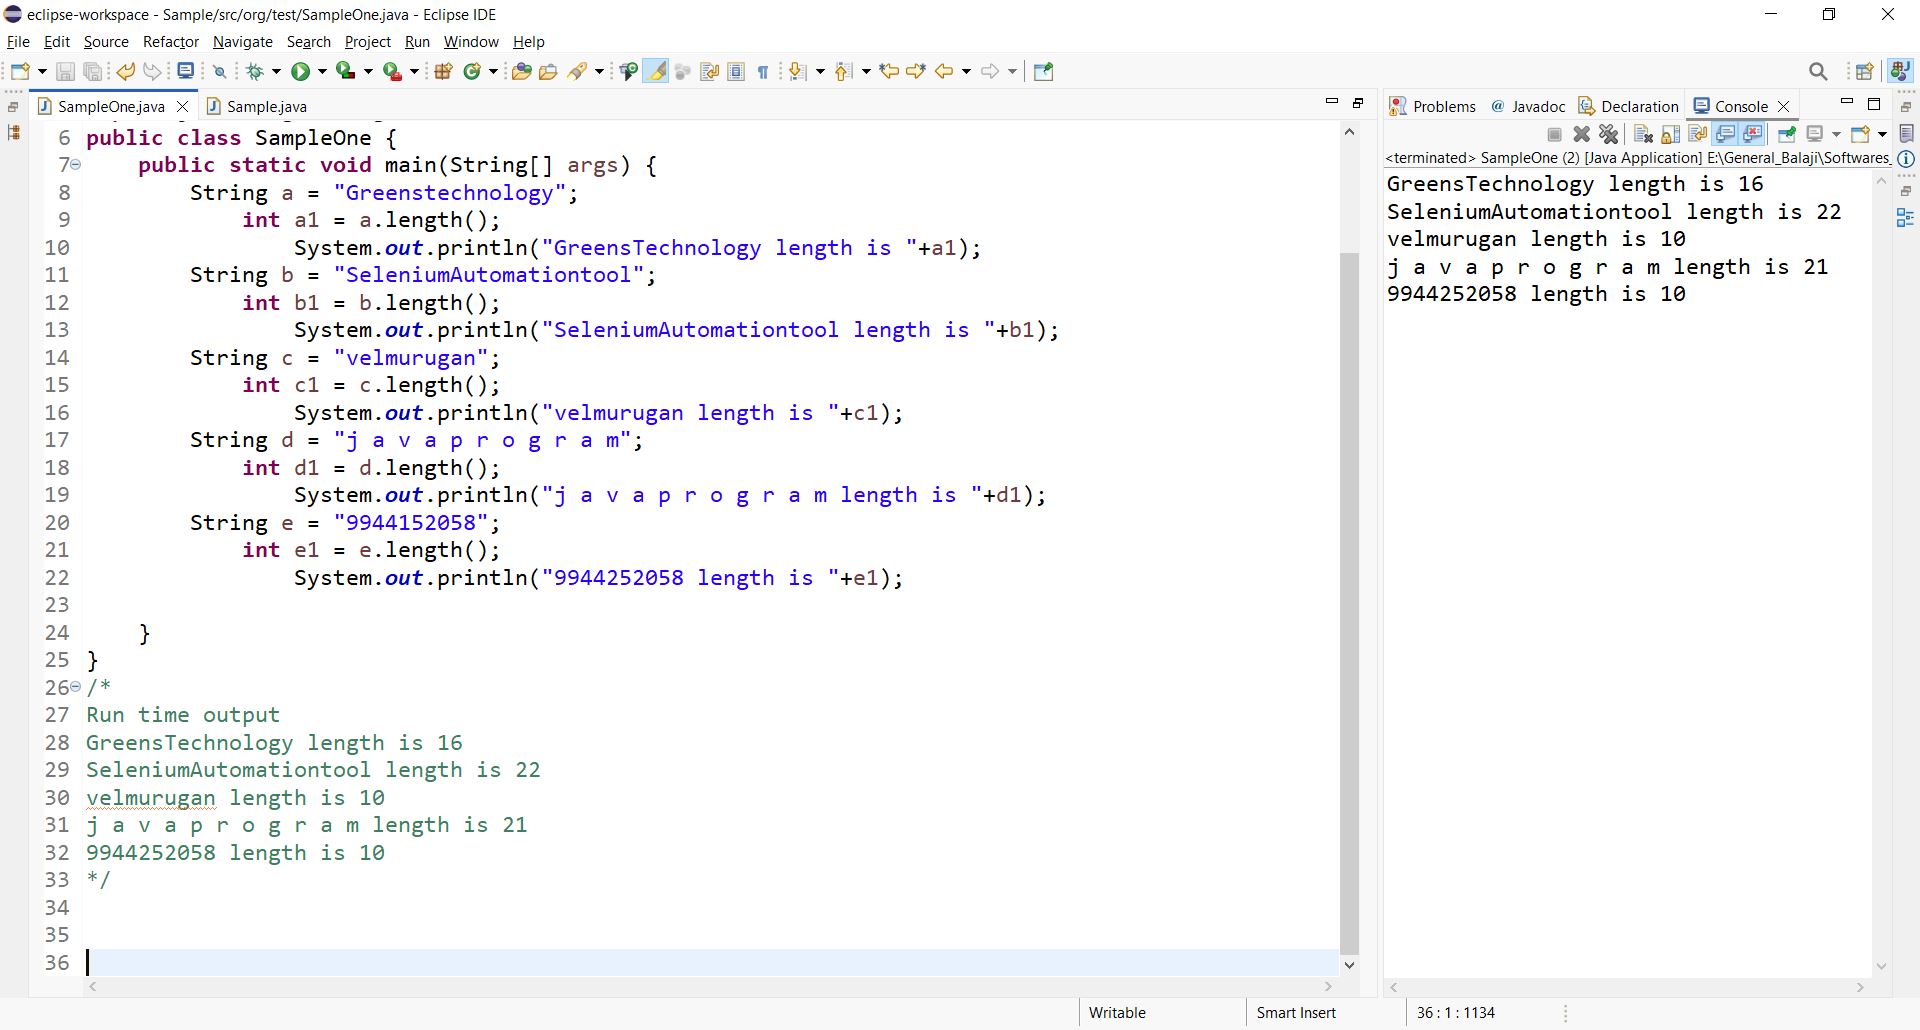 eclipse-workspace - Sample/src/org/test/SampleOne.java - Eclipse IDE
File Edit Source Refactor Navigate Search Project Run Window Help
SampleOne.java Sample.java
6 public class SampleOne {
7 public static void main(String[] args) {
8 String a = "Greenstechnology";
9 int a1 = a.length();
10 System.out.println("GreensTechnology length is "+a1);
11 String b = "SeleniumAutomationtool";
12 int b1 = b.length();
13 System.out.println("SeleniumAutomationtool length is "+b1);
14 String c = "velmurugan";
15 int c1 = c.length();
16 System.out.println("velmurugan length is "+c1);
17 String d = "j a v a p r o g r a m";
18 int d1 = d.length();
19 System.out.println("j a v a p r o g r a m length is "+d1);
20 String e = "9944152058";
21 int e1 = e.length();
22 System.out.println("9944252058 length is "+e1);
23
24 }
25 }
26 /*
27 Run time output
28 GreensTechnology length is 16
29 SeleniumAutomationtool length is 22
30 velmurugan length is 10
31 j a v a p r o g r a m length is 21
32 9944252058 length is 10
33 */
34
35
36
Problems Javadoc Declaration Console
<terminated> SampleOne (2) [Java Application] E:\General_Balaji\Softwares
GreensTechnology length is 16
SeleniumAutomationtool length is 22
velmurugan length is 10
j a v a p r o g r a m length is 21
9944252058 length is 10
Writable Smart Insert 36 : 1 : 1134